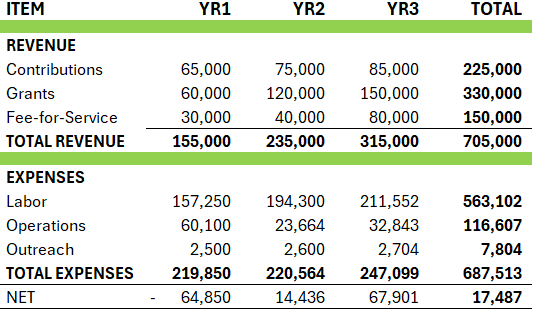 ITEM YR1 YR2 YR3 TOTAL
REVENUE
Contributions 65,000 75,000 85,000 225,000
Grants 60,000 120,000 150,000 330,000
Fee-for-Service 30,000 40,000 80,000 150,000
TOTAL REVENUE 155,000 235,000 315,000 705,000
EXPENSES
Labor 157,250 194,300 211,552 563,102
Operations 60,100 23,664 32,843 116,607
Outreach 2,500 2,600 2,704 7,804
TOTAL EXPENSES 219,850 220,564 247,099 687,513
NET - 64,850 14,436 67,901 17,487